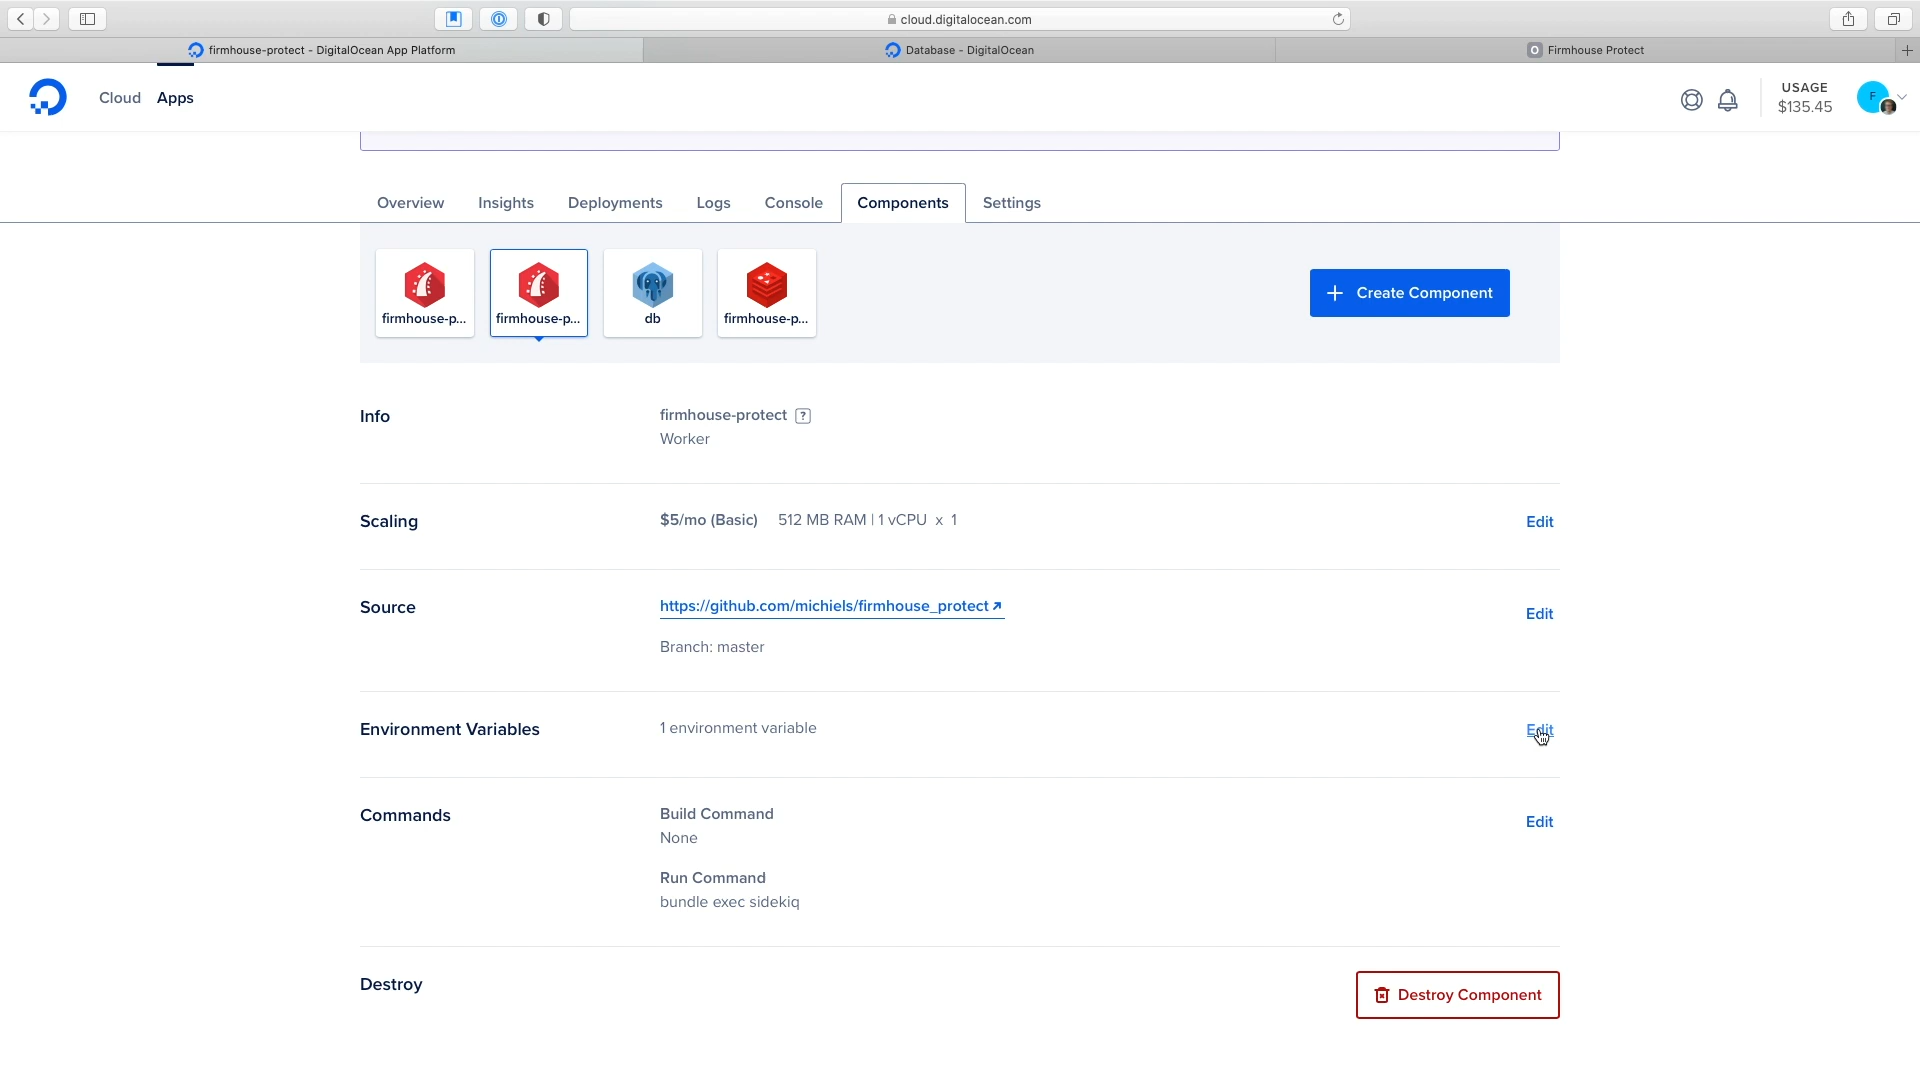 cloud.digitalocean.com
firmhouse-protect - DigitalOcean App Platform
Database - DigitalOcean
O Firmhouse Protect
Cloud Apps
USAGE
$135.45
F
Overview Insights Deployments Logs Console Components Settings
firmhouse-p... firmhouse-p... db firmhouse-p...
+ Create Component
Info
firmhouse-protect ?
Worker
Scaling
$5/mo (Basic) 512 MB RAM | 1 vCPU x 1
Edit
Source
https://github.com/michiels/firmhouse_protect
Edit
Branch: master
Environment Variables
1 environment variable
Edit
Commands
Build Command
None
Edit
Run Command
bundle exec sidekiq
Destroy
Destroy Component